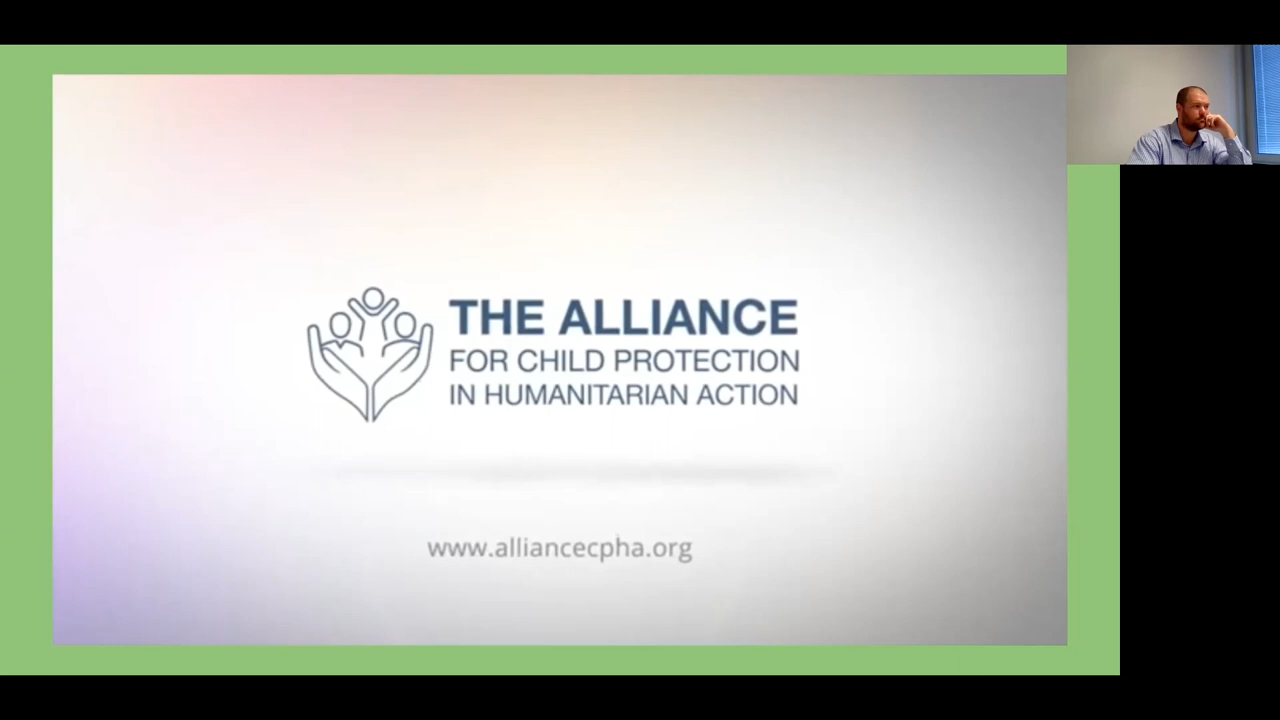 THE ALLIANCE
FOR CHILD PROTECTION
IN HUMANITARIAN ACTION
www.alliancecpha.org